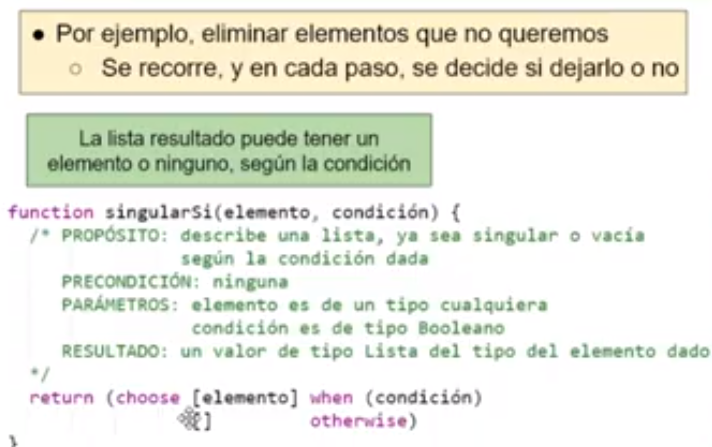 ● Por ejemplo, eliminar elementos que no queremos
○ Se recorre, y en cada paso, se decide si dejarlo o no
La lista resultado puede tener un
elemento o ninguno, según la condición
function singularSi(elemento, condición) {
/* PROPÓSITO: describe una lista, ya sea singular o vacía
según la condición dada
PRECONDICIÓN: ninguna
PARÁMETROS: elemento es de un tipo cualquiera
condición es de tipo Booleano
RESULTADO: un valor de tipo Lista del tipo del elemento dado
*/
return (choose [elemento] when (condición)
[] otherwise)
}